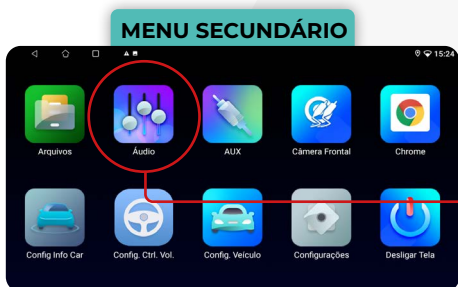 MENU SECUNDÁRIO
15:24
Arquivos
Áudio
AUX
Câmera Frontal
Chrome
Config Info Car
Config. Ctrl. Vol.
Config. Veículo
Configurações
Desligar Tela